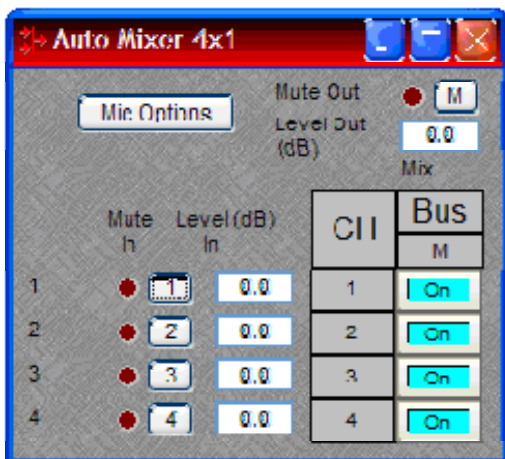 Auto Mixer 4x1
Mic Options
Mute Out
M
Level Out
(dB)
0.0
Mix
Mute
In
Level (dB)
In
CH
Bus
M
1
1
0.0
1
On
2
2
0.0
2
On
3
3
0.0
3
On
4
4
0.0
4
On